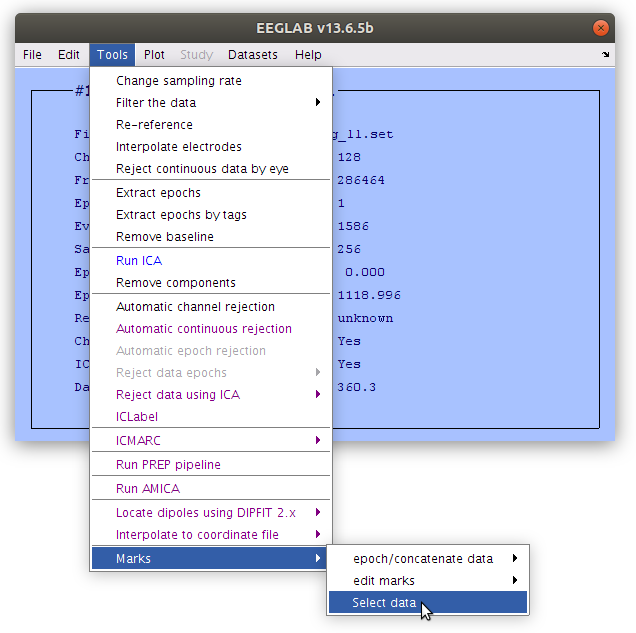 EEGLAB v13.6.5b
File Edit Tools Plot Study Datasets Help
#1
Change sampling rate
Filter the data
Re-reference
Interpolate electrodes
Reject continuous data by eye
Extract epochs
Extract epochs by tags
Remove baseline
Run ICA
Remove components
Automatic channel rejection
Automatic continuous rejection
Automatic epoch rejection
Reject data epochs
Reject data using ICA
ICLabel
ICMARC
Run PREP pipeline
Run AMICA
Locate dipoles using DIPFIT 2.x
Interpolate to coordinate file
Marks
Fi g_ll.set
Ch 128
Fr 286464
Ep 1
Ev 1586
Sa 256
Ep 0.000
Ep 1118.996
Re unknown
Ch Yes
IC Yes
Da 360.3
epoch/concatenate data
edit marks
Select data